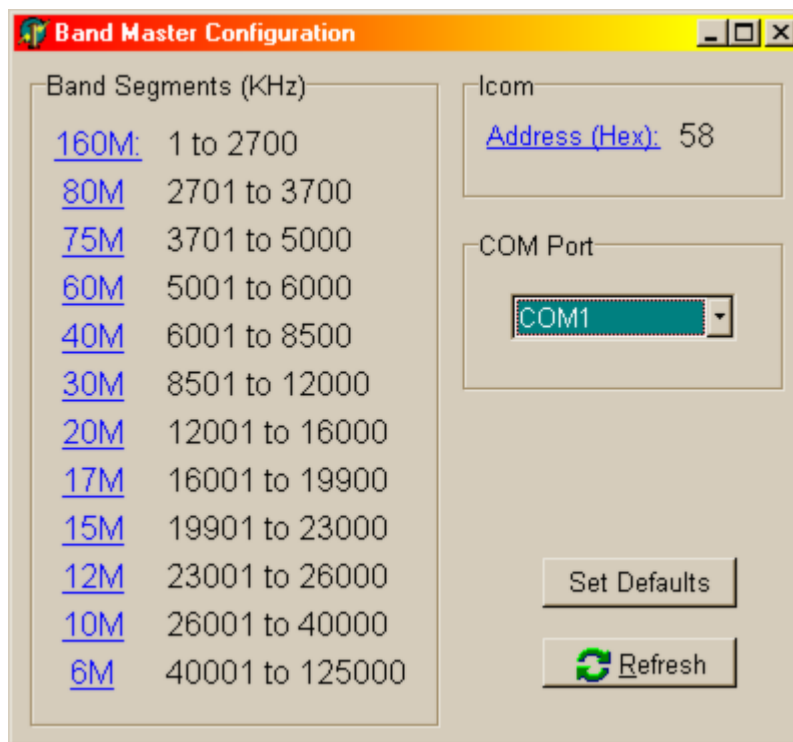 Band Master Configuration
Band Segments (KHz)
160M: 1 to 2700
80M 2701 to 3700
75M 3701 to 5000
60M 5001 to 6000
40M 6001 to 8500
30M 8501 to 12000
20M 12001 to 16000
17M 16001 to 19900
15M 19901 to 23000
12M 23001 to 26000
10M 26001 to 40000
6M 40001 to 125000
Icom
Address (Hex): 58
COM Port
COM1
Set Defaults
Refresh